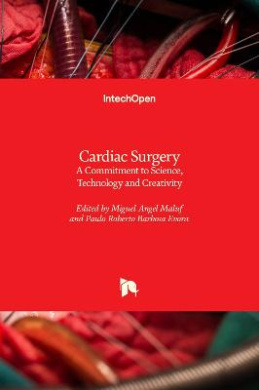 IntechOpen
Cardiac Surgery
A Commitment to Science,
Technology and Creativity
Edited by Miguel Angel Maluf
and Paulo Roberto Barbosa Evora